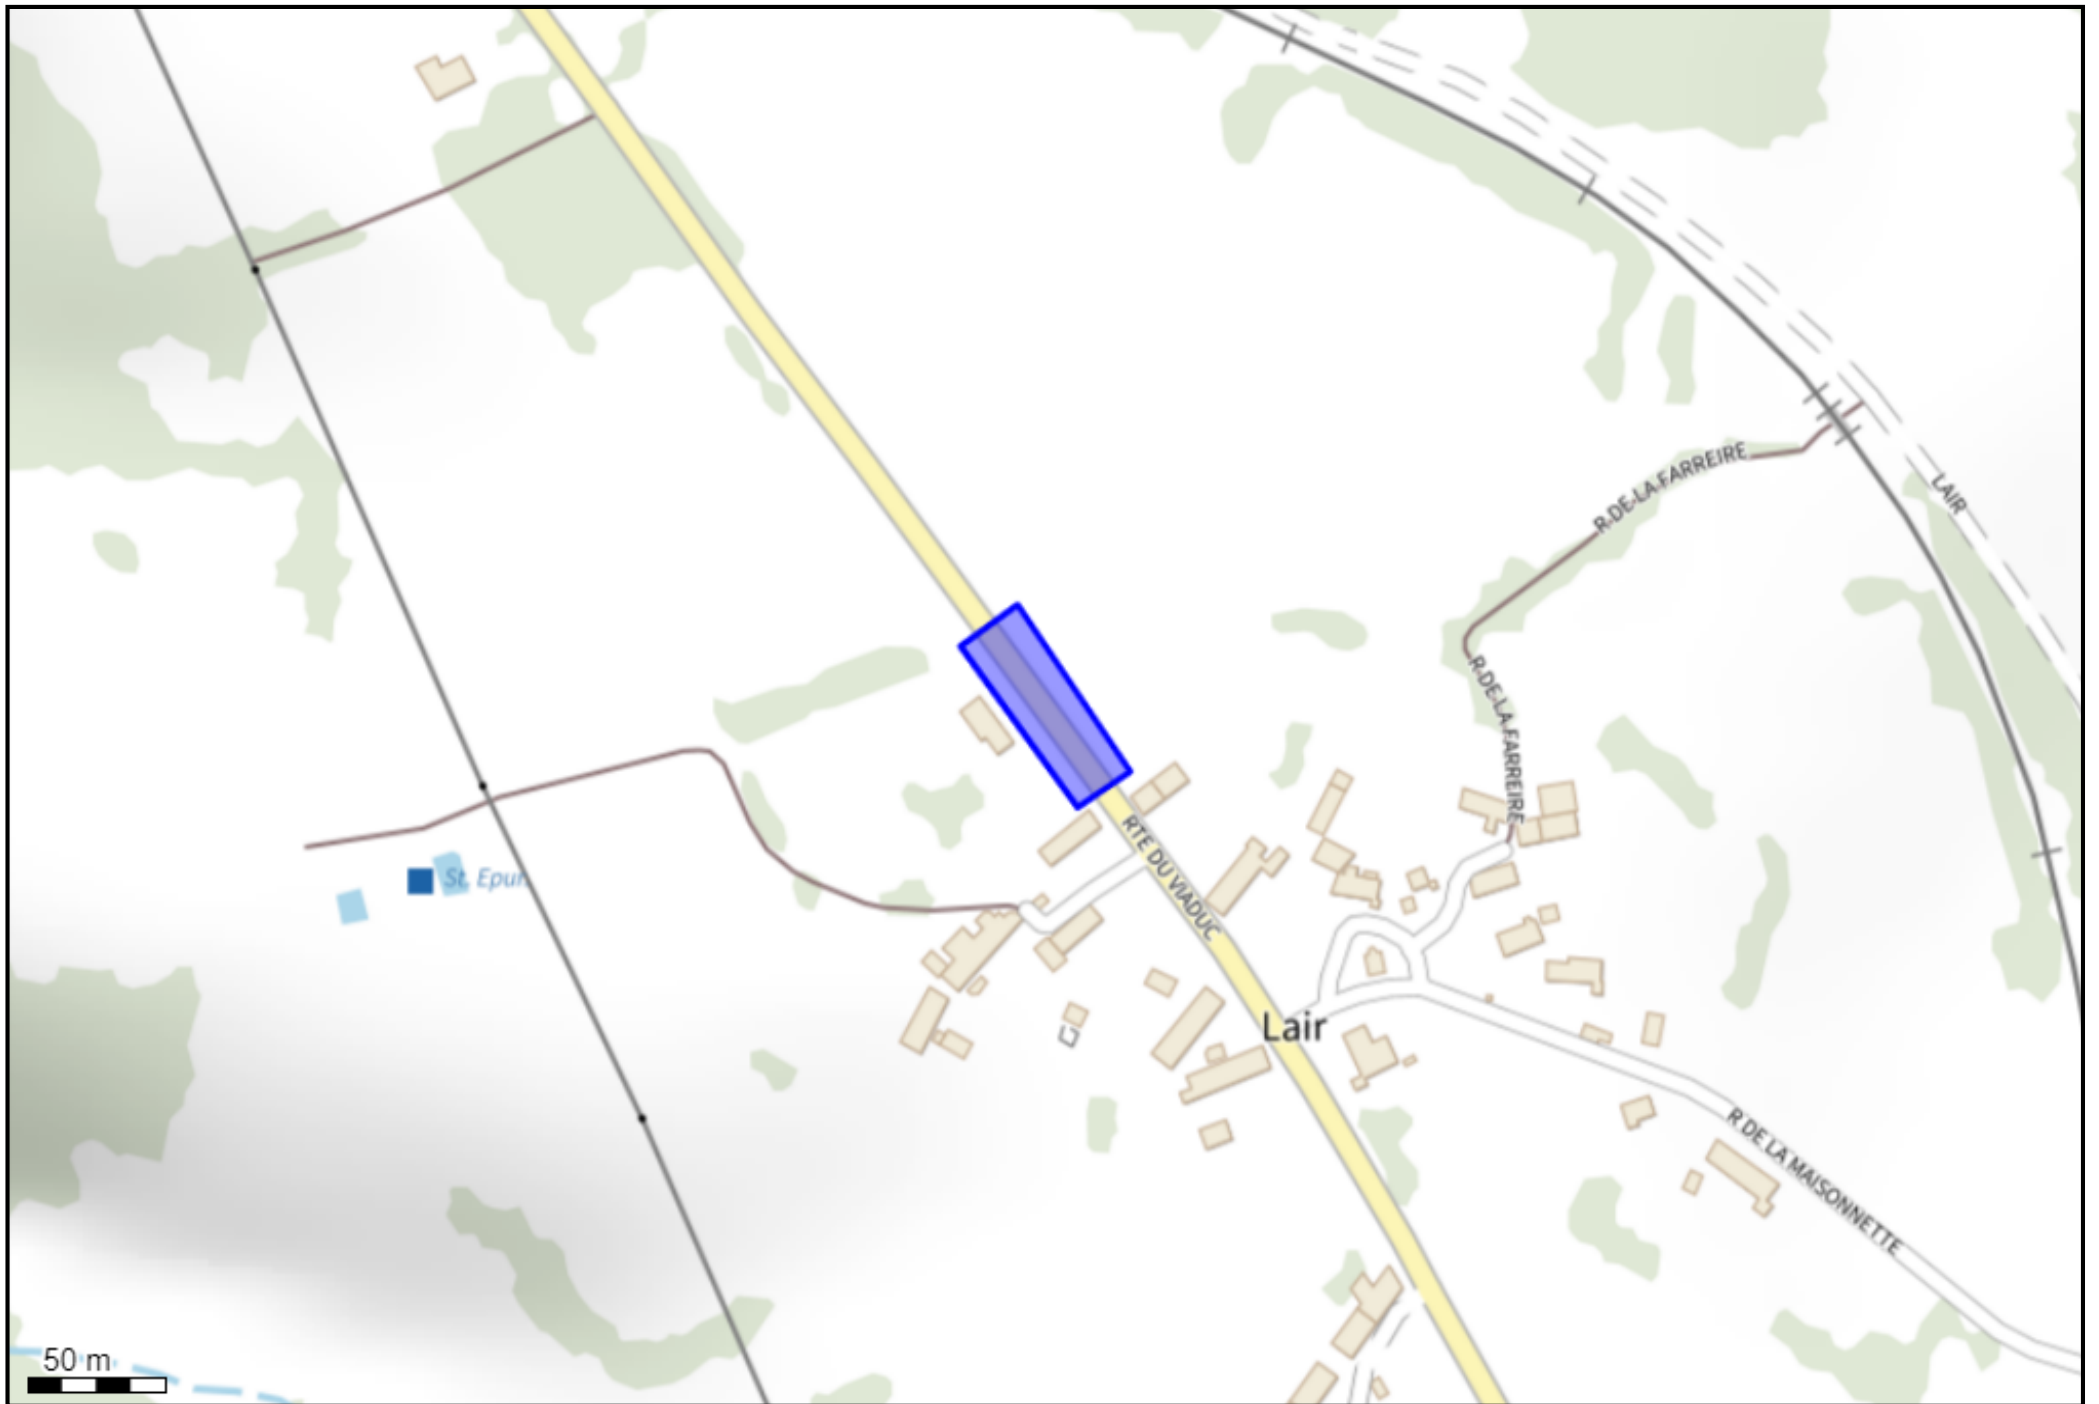 R DE LA FARREIRE
LAIR
R DE LA FARREIRE
RTE DU VIADUC
St. Epur.
Lair
R DE LA MAISONNETTE
50 m